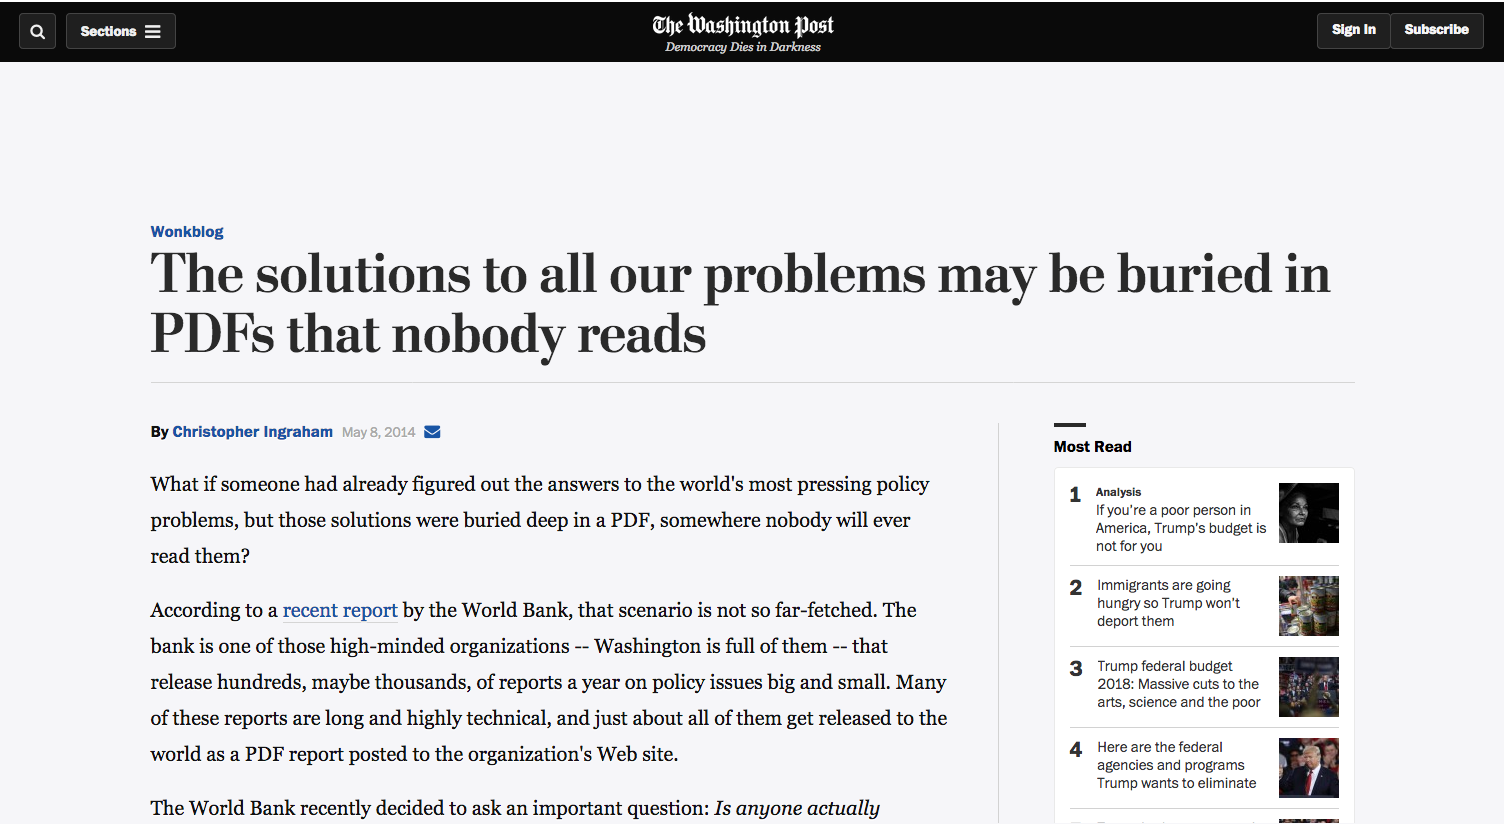 Sections
The Washington Post
Democracy Dies in Darkness
Sign In
Subscribe
Wonkblog
The solutions to all our problems may be buried in
PDFs that nobody reads
By Christopher Ingraham May 8, 2014
What if someone had already figured out the answers to the world's most pressing policy
problems, but those solutions were buried deep in a PDF, somewhere nobody will ever
read them?
According to a recent report by the World Bank, that scenario is not so far-fetched. The
bank is one of those high-minded organizations -- Washington is full of them -- that
release hundreds, maybe thousands, of reports a year on policy issues big and small. Many
of these reports are long and highly technical, and just about all of them get released to the
world as a PDF report posted to the organization's Web site.
The World Bank recently decided to ask an important question: Is anyone actually
Most Read
1 Analysis
If you're a poor person in
America, Trump's budget is
not for you
2 Immigrants are going
hungry so Trump won't
deport them
3 Trump federal budget
2018: Massive cuts to the
arts, science and the poor
4 Here are the federal
agencies and programs
Trump wants to eliminate